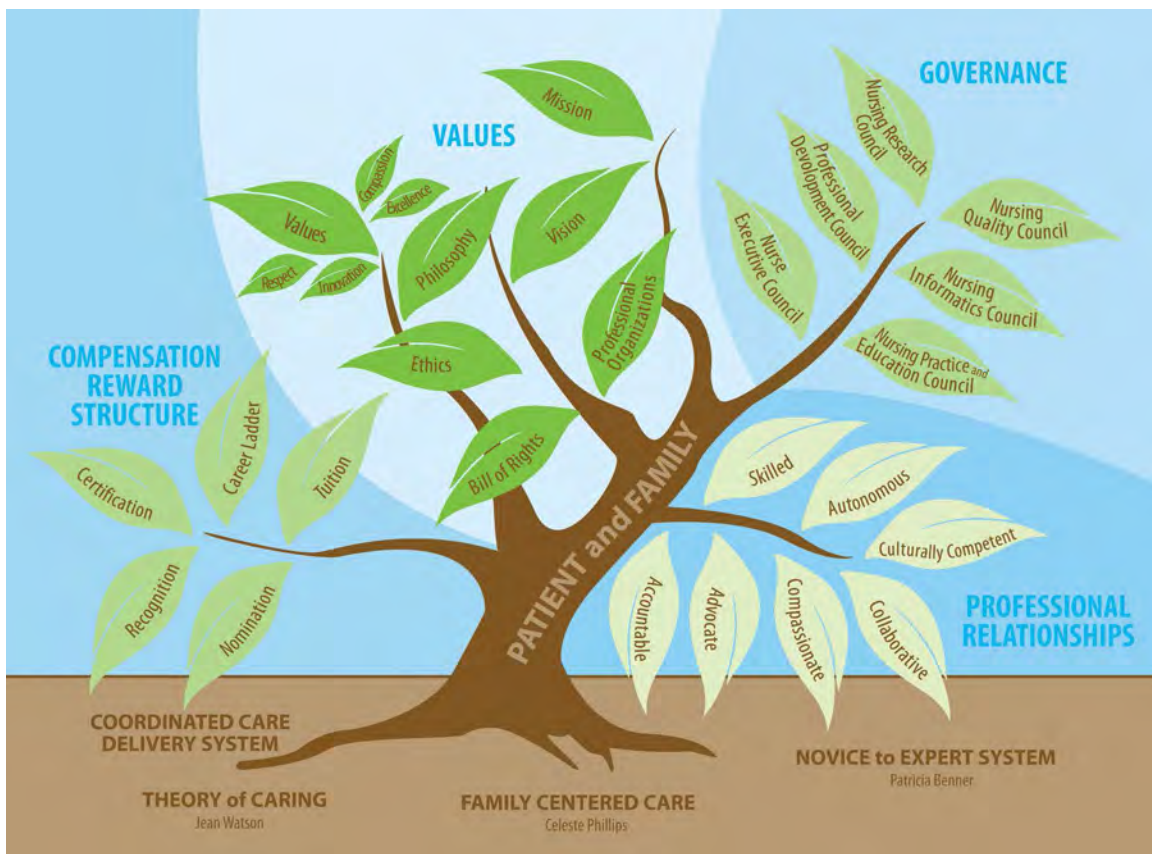 GOVERNANCE
VALUES
Mission
Nursing Research
Council
Professional
Devolopment Council
Nurse
Executive Council
Nursing
Quality Council
Nursing
Informatics Council
Nursing Practice and
Education Council
Compassion
Excellence
Values
Respect
Innovation
Philosophy
Vision
Professional
Organizations
Ethics
Bill of Rights
COMPENSATION
REWARD
STRUCTURE
Career Ladder
Tuition
Certification
Recognition
Nomination
PATIENT and FAMILY
Skilled
Autonomous
Culturally Competent
Accountable
Advocate
Compassionate
Collaborative
PROFESSIONAL
RELATIONSHIPS
COORDINATED CARE
DELIVERY SYSTEM
THEORY of CARING
Jean Watson
FAMILY CENTERED CARE
Celeste Phillips
NOVICE to EXPERT SYSTEM
Patricia Benner